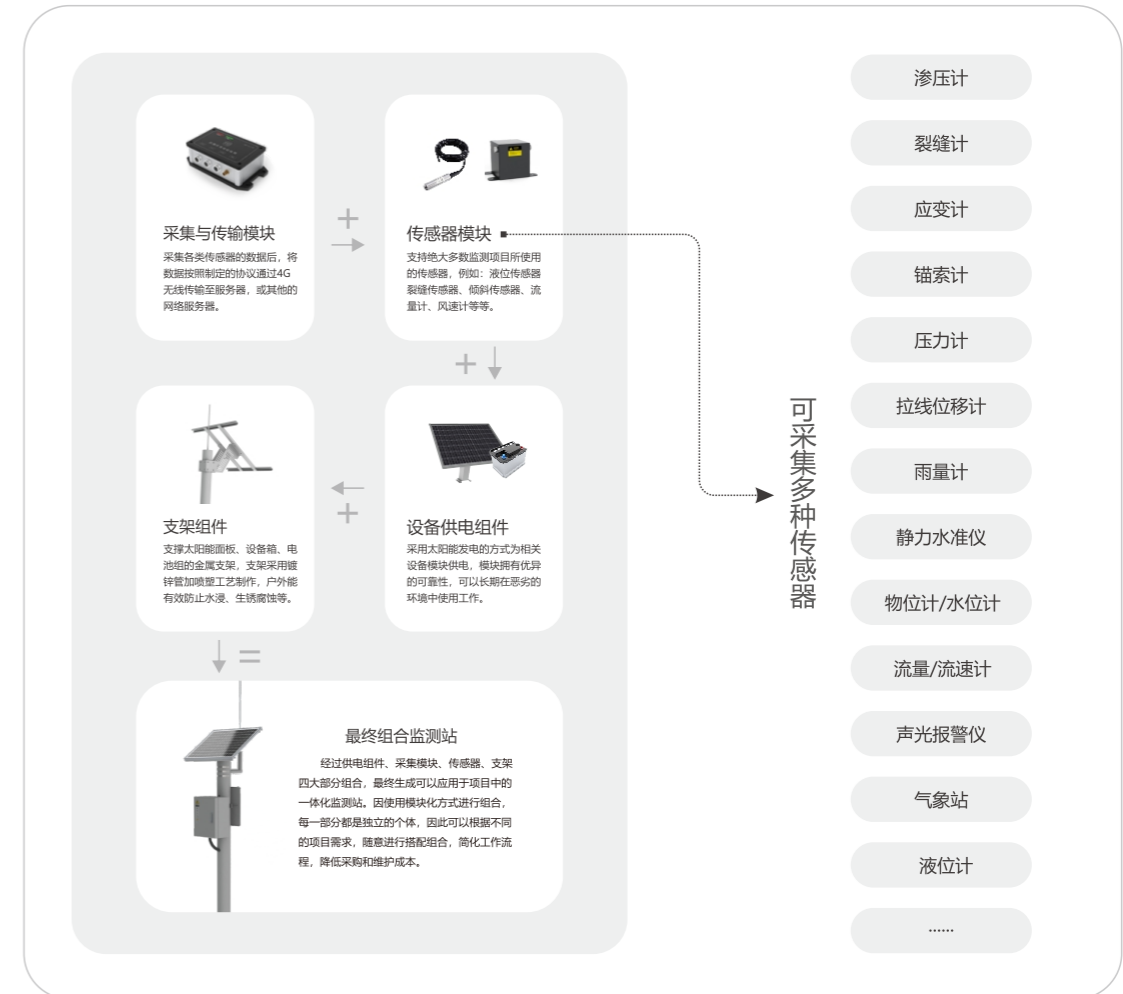 采集与传输模块
采集各类传感器的数据后，将
数据按照制定的协议通过4G
无线传输至服务器，或其他的
网络服务器。
+
传感器模块
支持绝大多数监测项目所使用
的传感器，例如：液位传感器
裂缝传感器、倾斜传感器、流
量计、风速计等等。
+
设备供电组件
采用太阳能发电的方式为相关
设备模块供电，模块拥有优异
的可靠性，可以长期在恶劣的
环境中使用工作。
+
支架组件
支撑太阳能面板、设备箱、电
池组的金属支架，支架采用镀
锌管加喷塑工艺制作，户外能
有效防止水浸、生锈腐蚀等。
=
最终组合监测站
经过供电组件、采集模块、传感器、支架
四大部分组合，最终生成可以应用于项目中的
一体化监测站。因使用模块化方式进行组合，
每一部分都是独立的个体，因此可以根据不同
的项目需求，随意进行搭配组合，简化工作流
程，降低采购和维护成本。
可采集多种传感器
渗压计
裂缝计
应变计
锚索计
压力计
拉线位移计
雨量计
静力水准仪
物位计/水位计
流量/流速计
声光报警仪
气象站
液位计
······